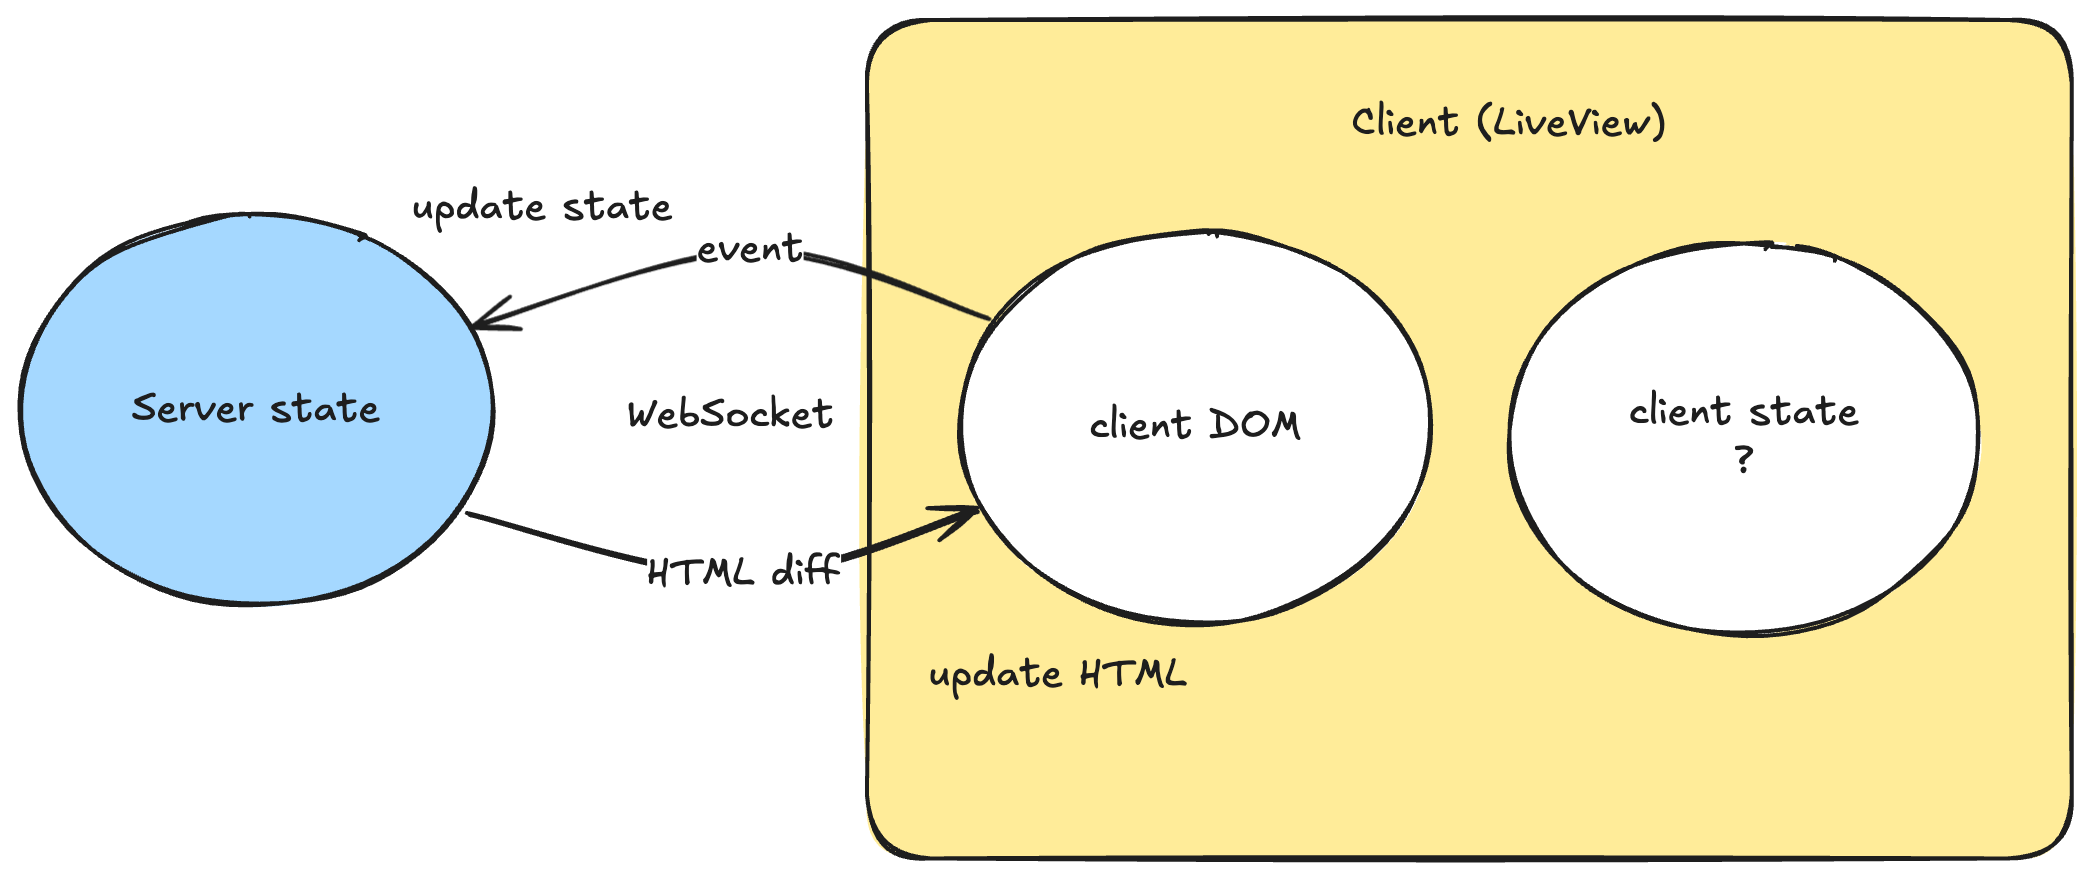 Client (LiveView)
update state
event
Server state
WebSocket
client DOM
client state
?
HTML diff
update HTML